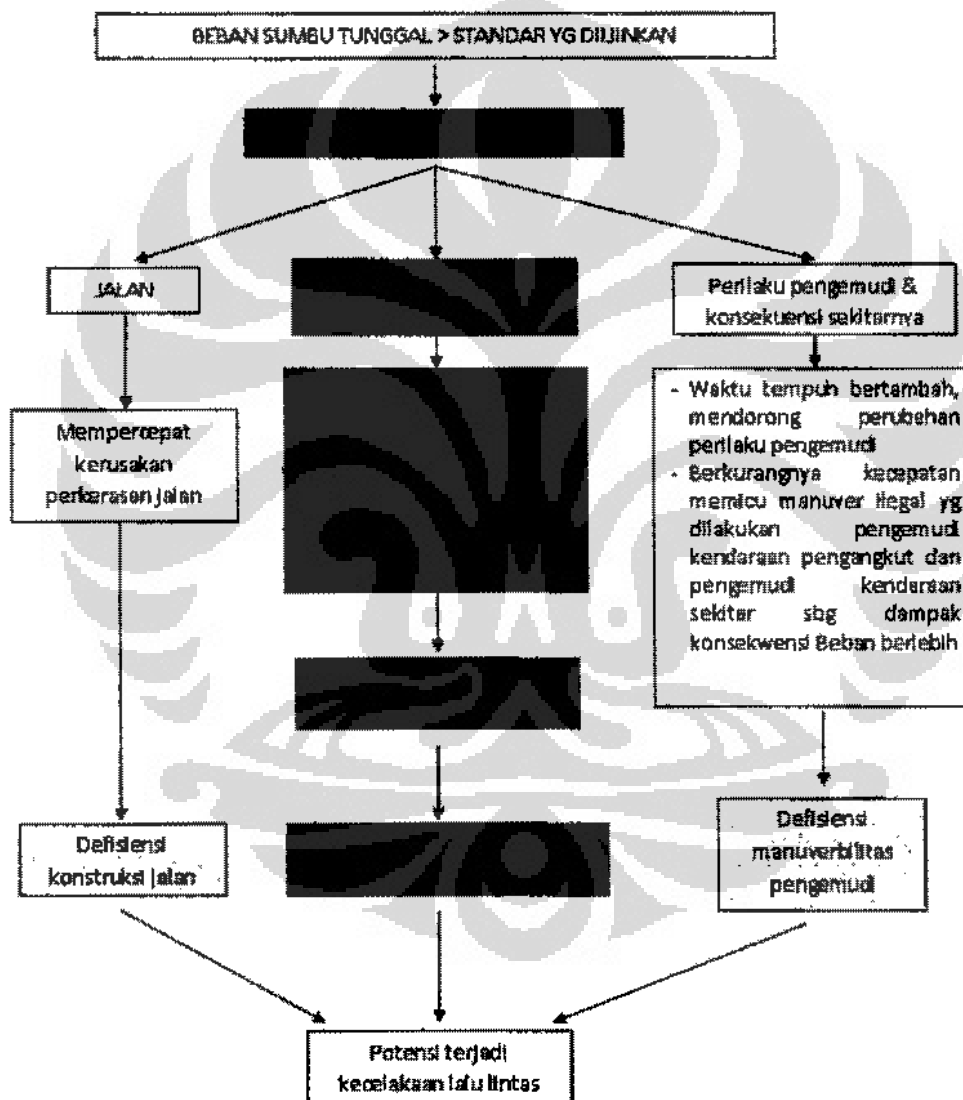 BEBAN SUMBU TUNGGAL > STANDAR YG DIIJINKAN
JALAN
Perilaku pengemudi &
konsekuensi sekitarnya
Mempercepat
kerusakan
perkerasan jalan
- Waktu tempuh bertambah,
mendorong perubahan
perilaku pengemudi
- Berkurangnya kecepatan
memicu manuver ilegal yg
dilakukan pengemudi
kendaraan pengangkut dan
pengemudi kendaraan
sekitar sbg dampak
konsekwensi Beban berlebih
Defisiensi
konstruksi jalan
Defisiensi
manuverbilitas
pengemudi
Potensi terjadi
kecelakaan lalu lintas